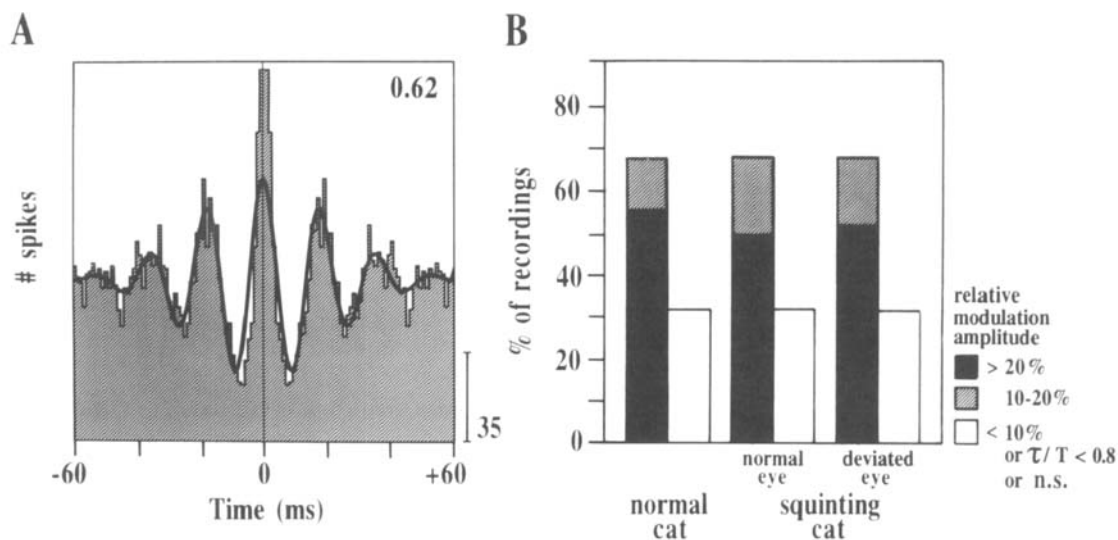 A
0.62
# spikes
35
-60
0
+60
Time (ms)
B
80
60
40
20
0
% of recordings
normal
eye
deviated
eye
normal
cat
squinting
cat
relative
modulation
amplitude
> 20%
10-20%
< 10%
or τ/T < 0.8
or n.s.